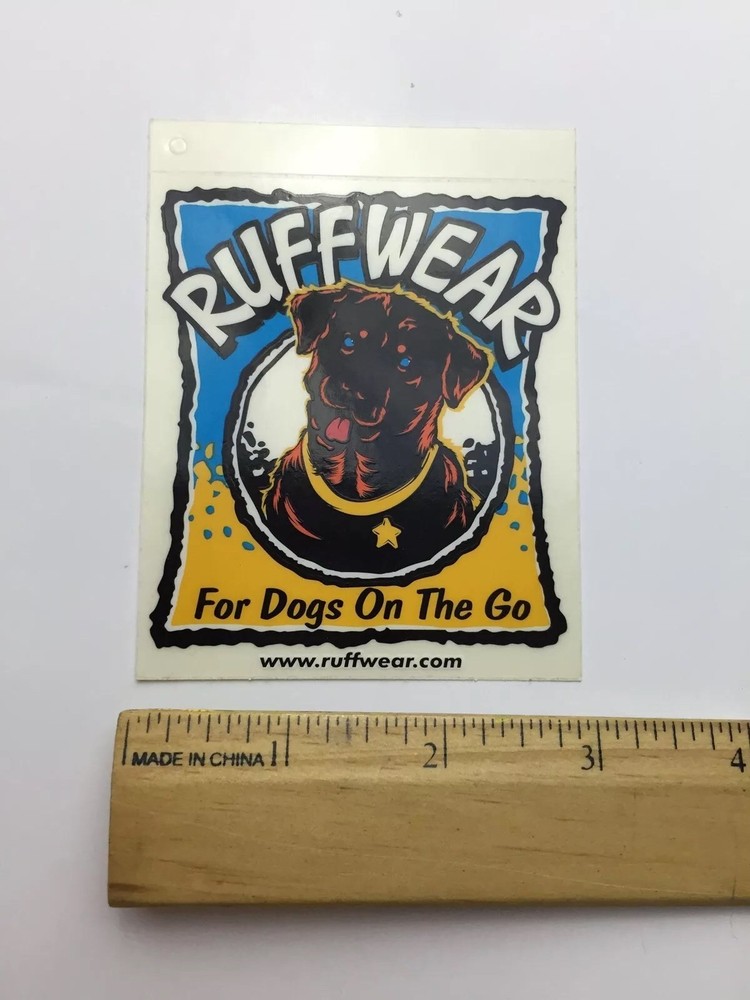 RUFFWEAR
For Dogs On The Go
www.ruffwear.com
MADE IN CHINA 1 2 3 4